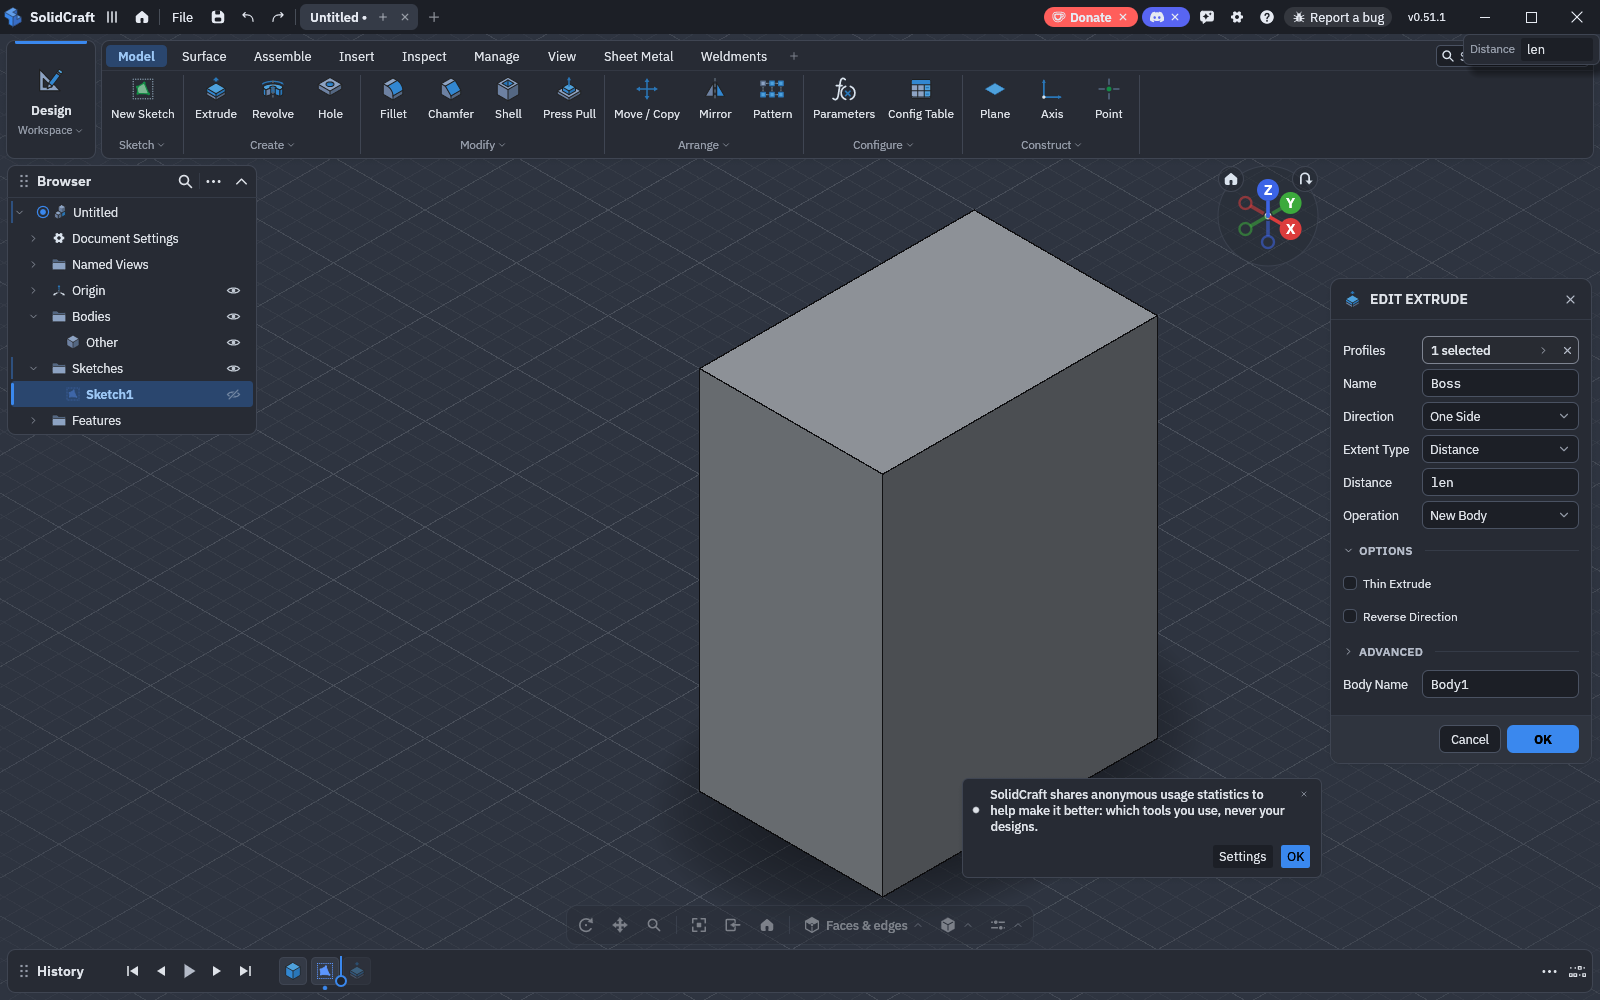 SolidCraft
File
Untitled •
Donate
Report a bug
v0.51.1
Design
Workspace
Model
Surface
Assemble
Insert
Inspect
Manage
View
Sheet Metal
Weldments
Distance
len
New Sketch
Extrude
Revolve
Hole
Fillet
Chamfer
Shell
Press Pull
Move / Copy
Mirror
Pattern
Parameters
Config Table
Plane
Axis
Point
Sketch
Create
Modify
Arrange
Configure
Construct
Browser
Untitled
Document Settings
Named Views
Origin
Bodies
Other
Sketches
Sketch1
Features
Z
Y
X
EDIT EXTRUDE
Profiles
1 selected
Name
Boss
Direction
One Side
Extent Type
Distance
Distance
len
Operation
New Body
OPTIONS
Thin Extrude
Reverse Direction
ADVANCED
Body Name
Body1
Cancel
OK
SolidCraft shares anonymous usage statistics to
help make it better: which tools you use, never your
designs.
Settings
OK
Faces & edges
History